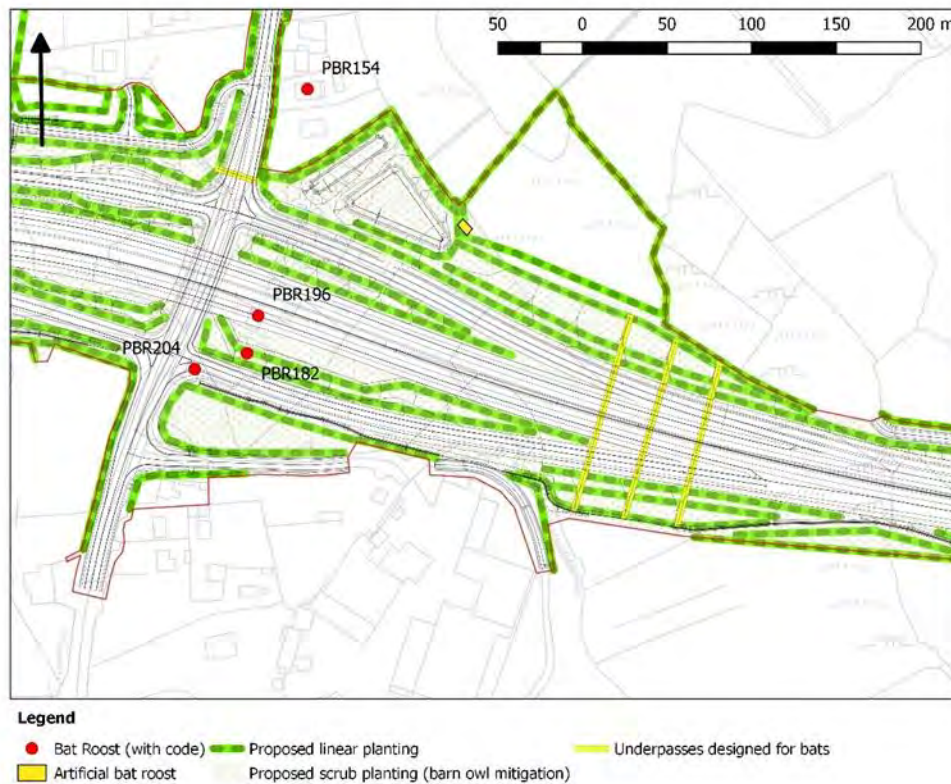 50 0 50 100 150 200 m
PBR154
PBR196
PBR204
PBR182
Legend
Bat Roost (with code) Proposed linear planting Underpasses designed for bats
Artificial bat roost Proposed scrub planting (barn owl mitigation)